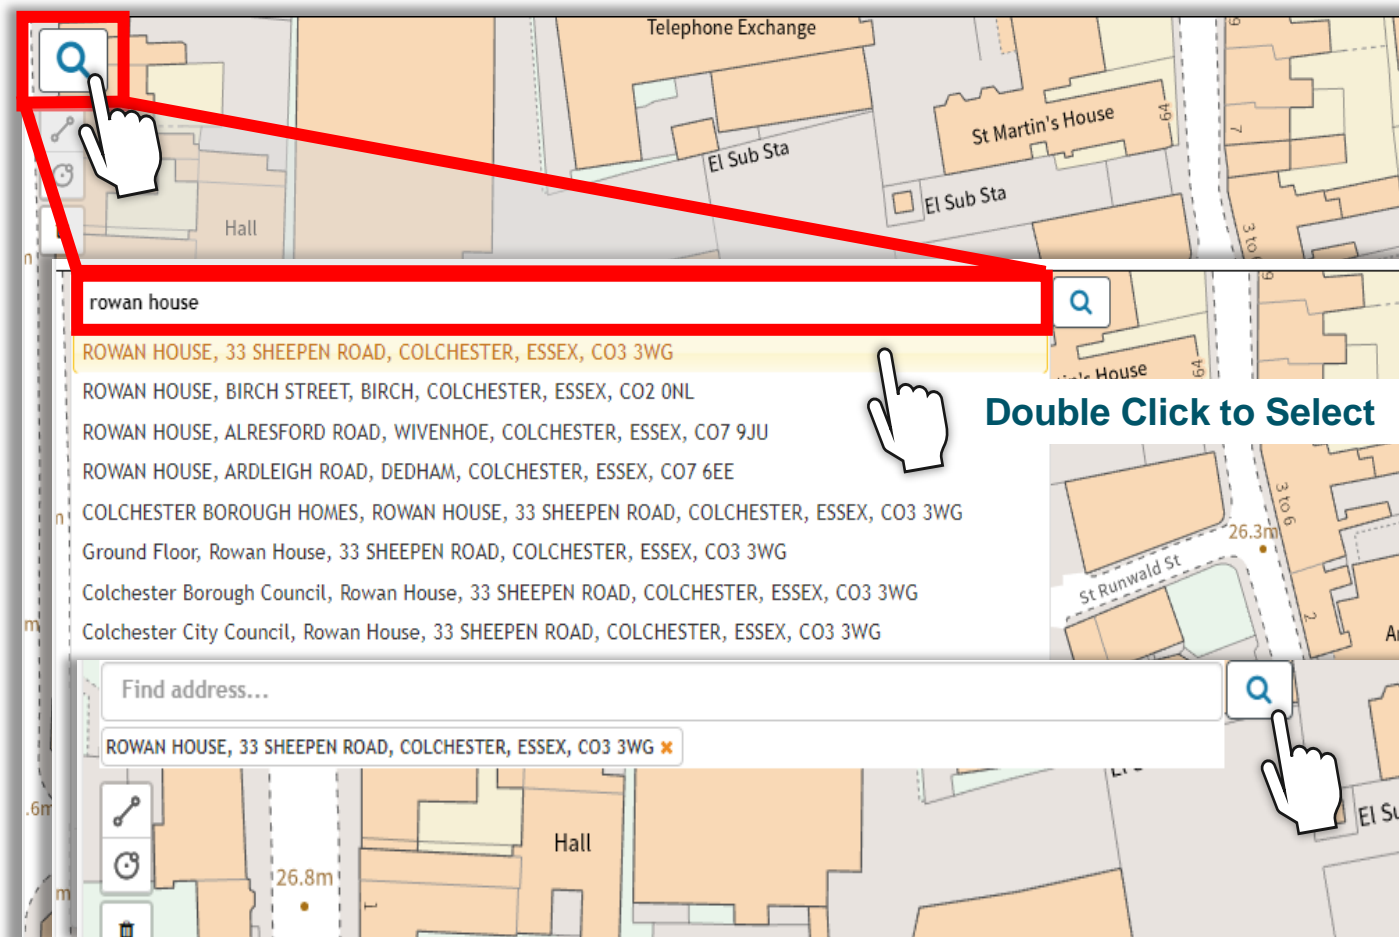 Telephone Exchange
St Martin's House
64
7
El Sub Sta
El Sub Sta
Hall
rowan house
ROWAN HOUSE, 33 SHEEPEN ROAD, COLCHESTER, ESSEX, CO3 3WG
House
64
ROWAN HOUSE, BIRCH STREET, BIRCH, COLCHESTER, ESSEX, CO2 0NL
Double Click to Select
ROWAN HOUSE, ALRESFORD ROAD, WIVENHOE, COLCHESTER, ESSEX, CO7 9JU
ROWAN HOUSE, ARDLEIGH ROAD, DEDHAM, COLCHESTER, ESSEX, CO7 6EE
3 to 6
COLCHESTER BOROUGH HOMES, ROWAN HOUSE, 33 SHEEPEN ROAD, COLCHESTER, ESSEX, CO3 3WG
26.3m
Ground Floor, Rowan House, 33 SHEEPEN ROAD, COLCHESTER, ESSEX, CO3 3WG
St Runwald St
Colchester Borough Council, Rowan House, 33 SHEEPEN ROAD, COLCHESTER, ESSEX, CO3 3WG
2
Colchester City Council, Rowan House, 33 SHEEPEN ROAD, COLCHESTER, ESSEX, CO3 3WG
Find address...
ROWAN HOUSE, 33 SHEEPEN ROAD, COLCHESTER, ESSEX, CO3 3WG
El Su
Hall
26.8m
1